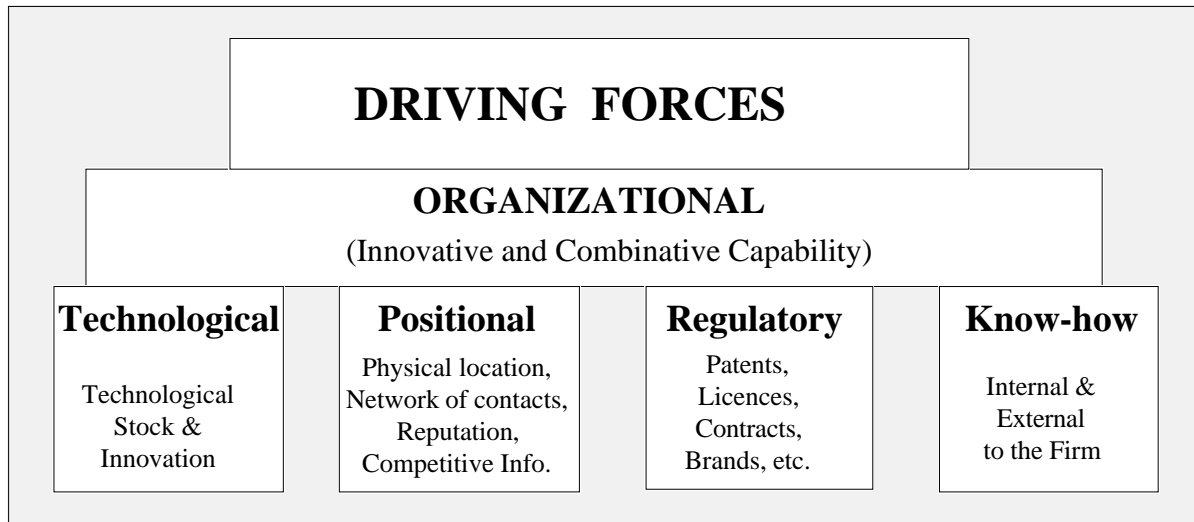 DRIVING FORCES
ORGANIZATIONAL
(Innovative and Combinative Capability)
Technological
Technological
Stock &
Innovation
Positional
Physical location,
Network of contacts,
Reputation,
Competitive Info.
Regulatory
Patents,
Licences,
Contracts,
Brands, etc.
Know-how
Internal &
External
to the Firm